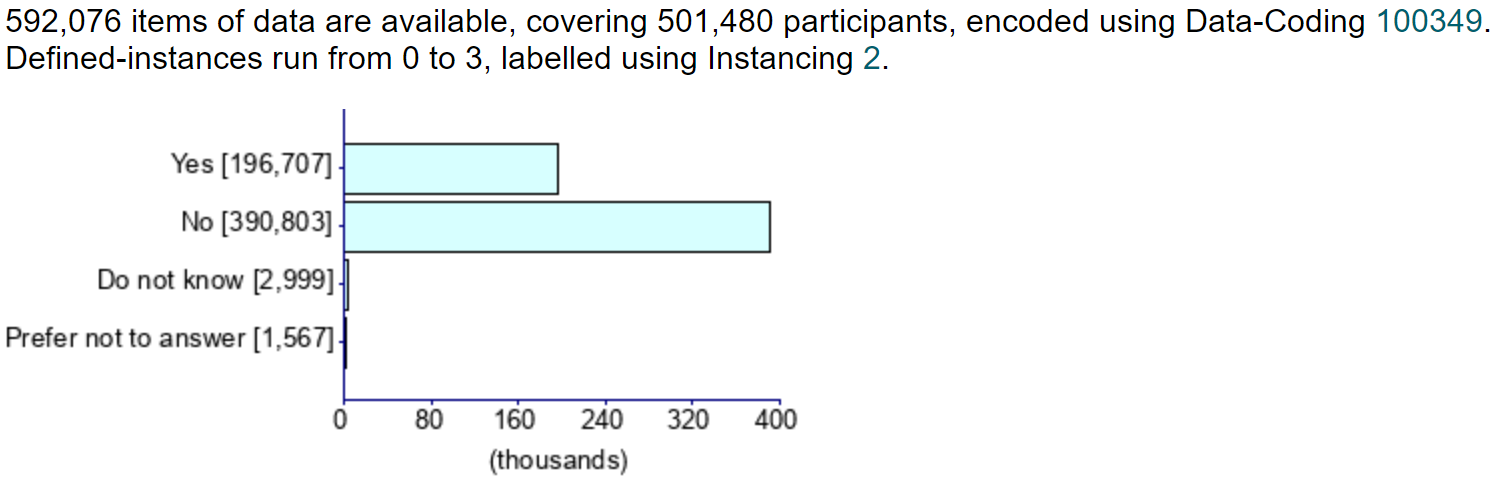 592,076 items of data are available, covering 501,480 participants, encoded using Data-Coding 100349.
Defined-instances run from 0 to 3, labelled using Instancing 2.
Yes [196,707]
No [390,803]
Do not know [2,999]
Prefer not to answer [1,567]
0 80 160 240 320 400
(thousands)